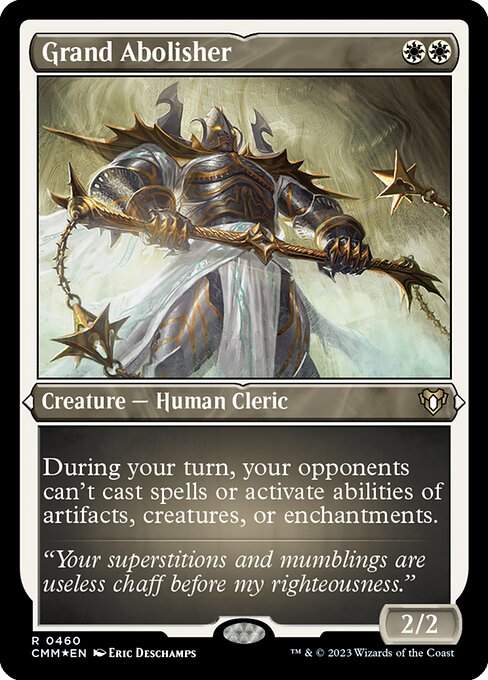 Grand Abolisher
Creature — Human Cleric
During your turn, your opponents
can't cast spells or activate abilities of
artifacts, creatures, or enchantments.
“Your superstitions and mumblings are
useless chaff before my righteousness.”
2/2
R 0460
CMM★EN Eric Deschamps
™ & © 2023 Wizards of the Coast